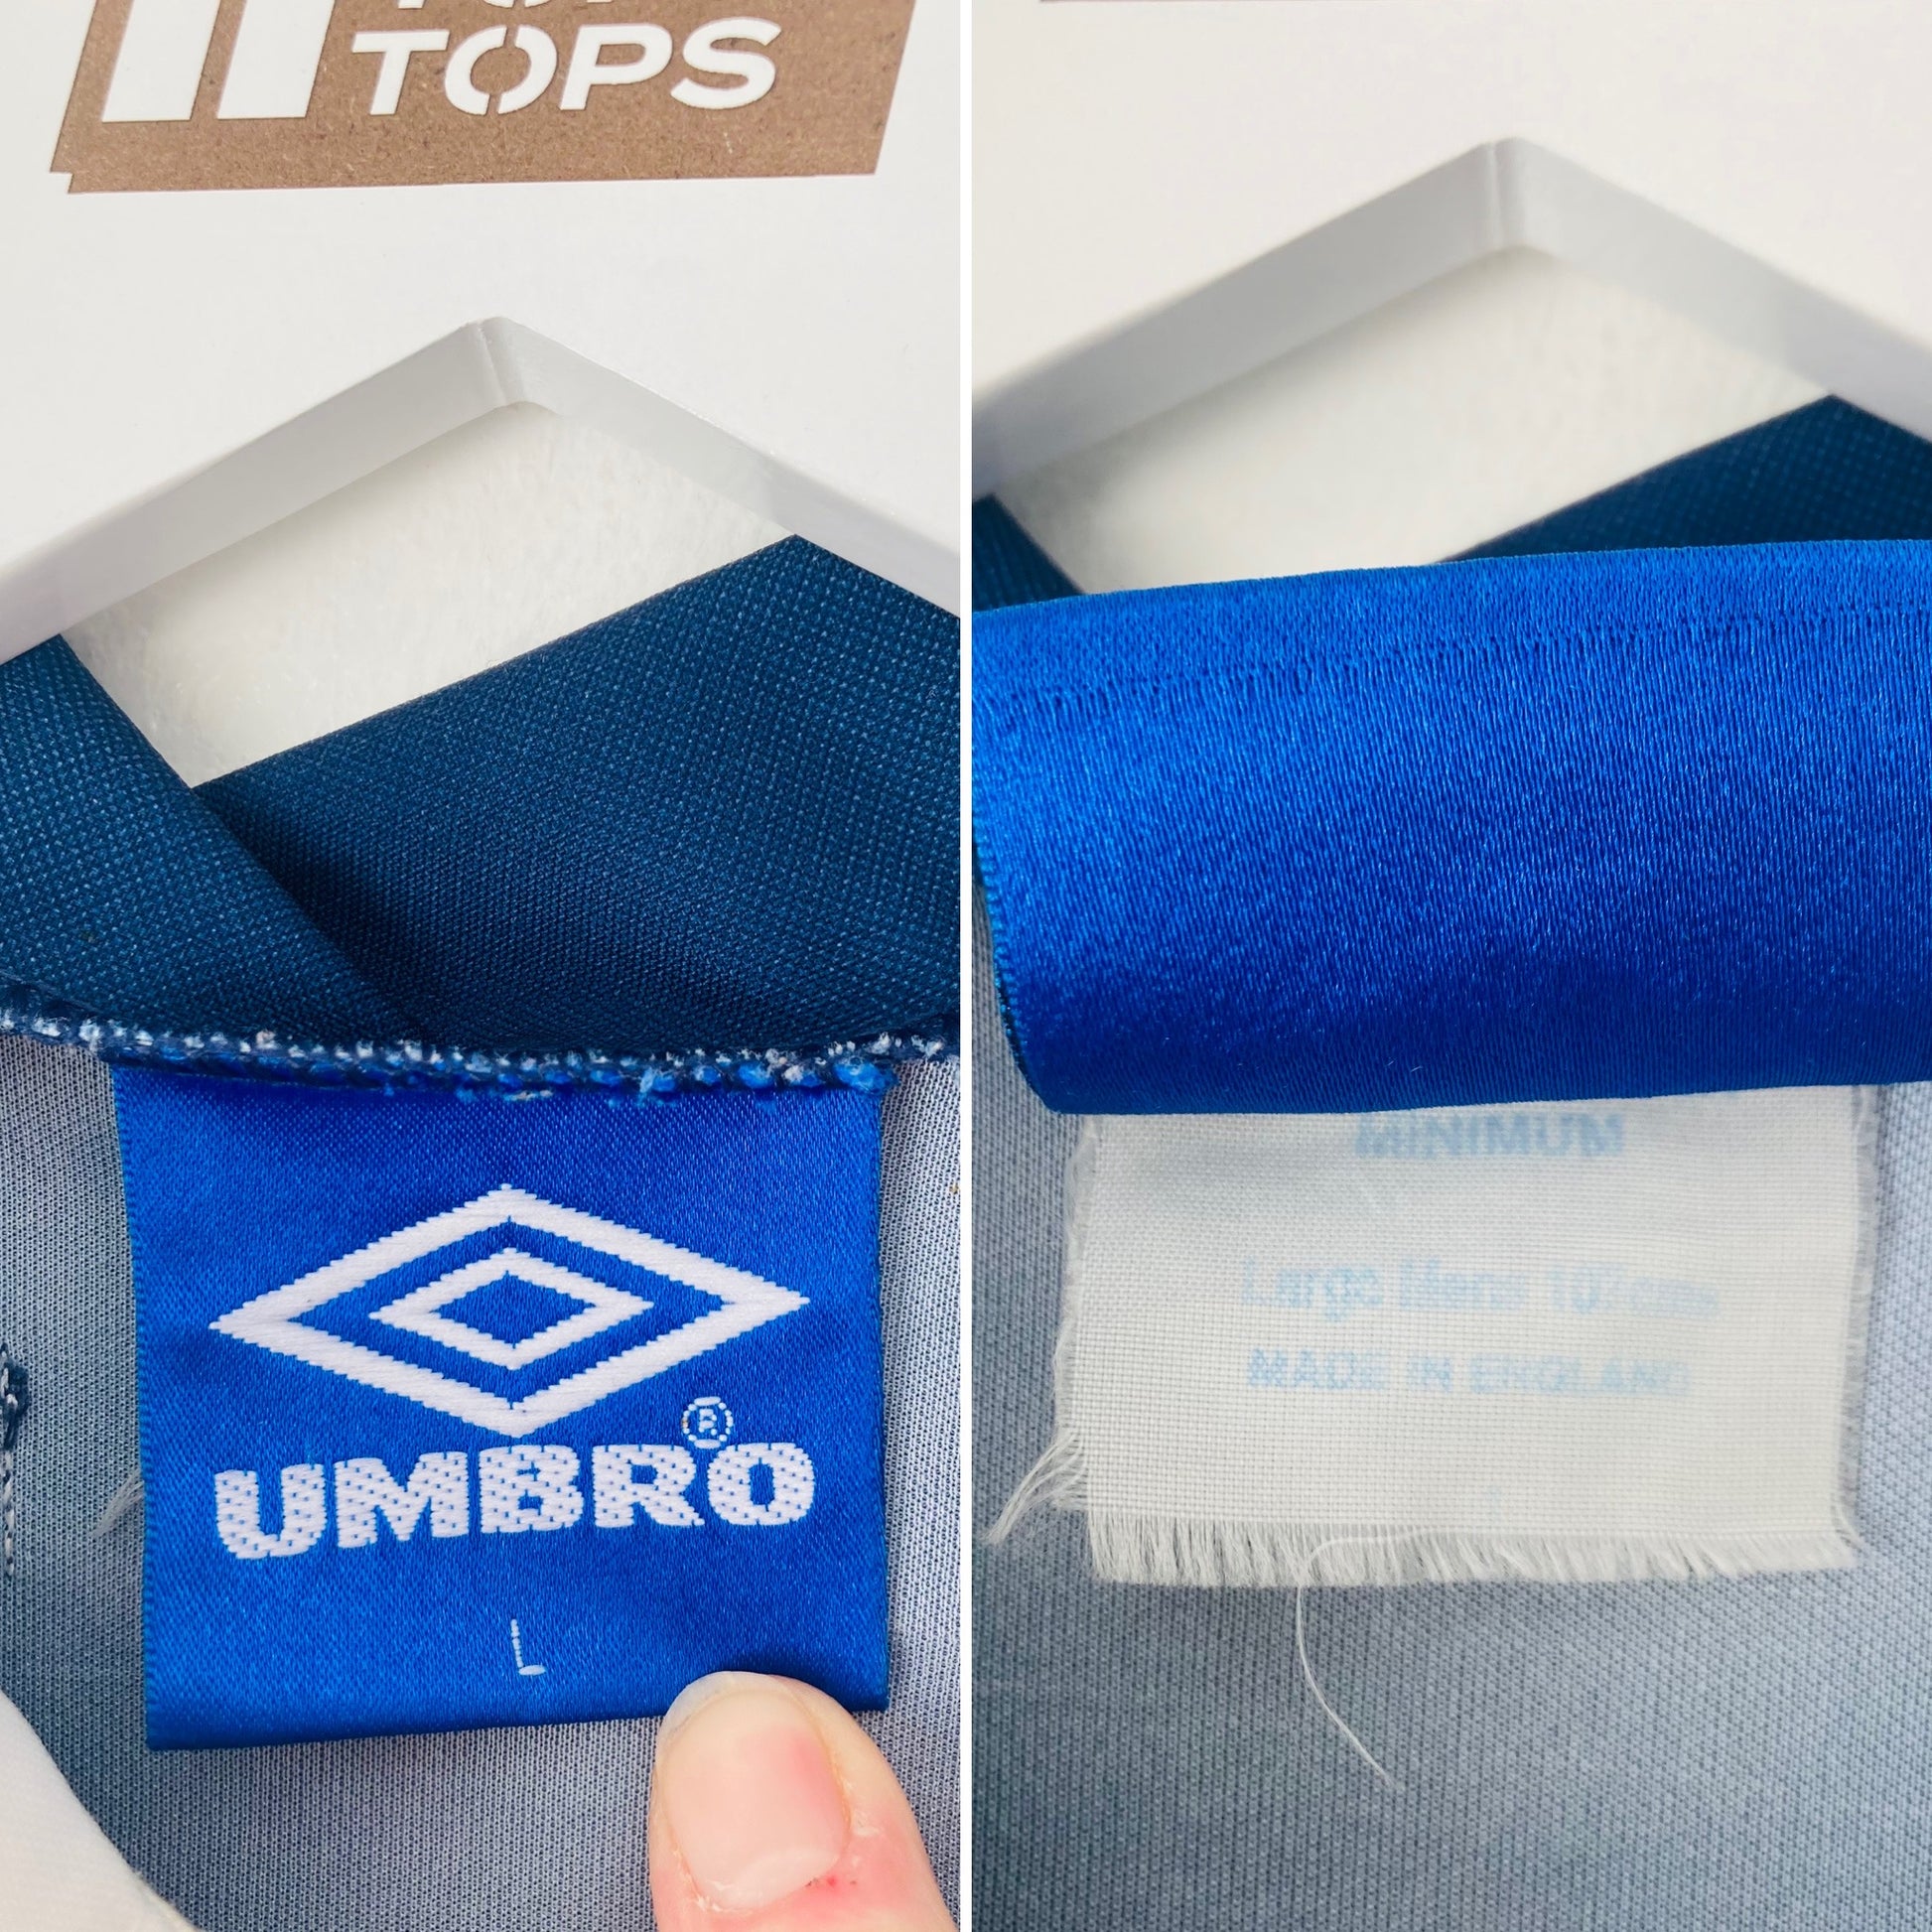 TOPS
UMBRO®
L
MINIMUM
Large Mens
MADE IN ENGLAND